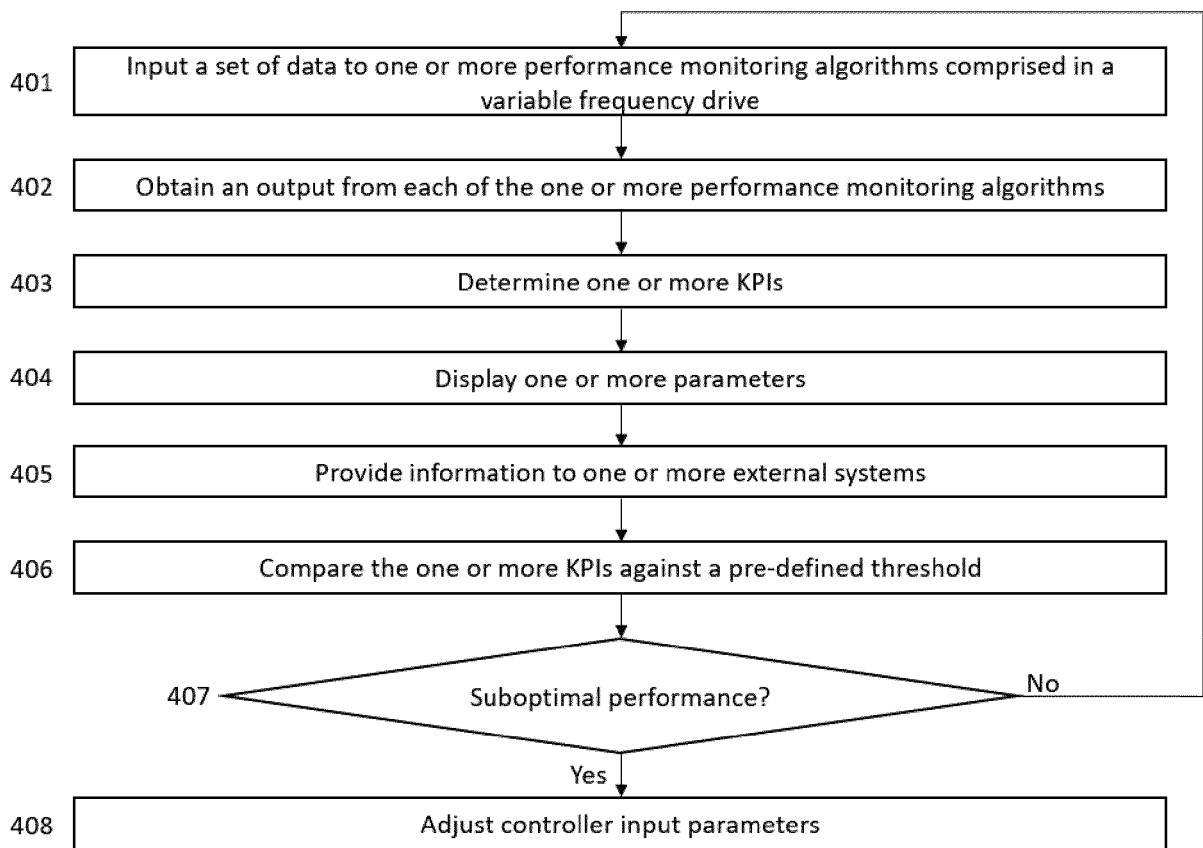 401
Input a set of data to one or more performance monitoring algorithms comprised in a
variable frequency drive
402
Obtain an output from each of the one or more performance monitoring algorithms
403
Determine one or more KPIs
404
Display one or more parameters
405
Provide information to one or more external systems
406
Compare the one or more KPIs against a pre-defined threshold
407
Suboptimal performance?
No
Yes
408
Adjust controller input parameters